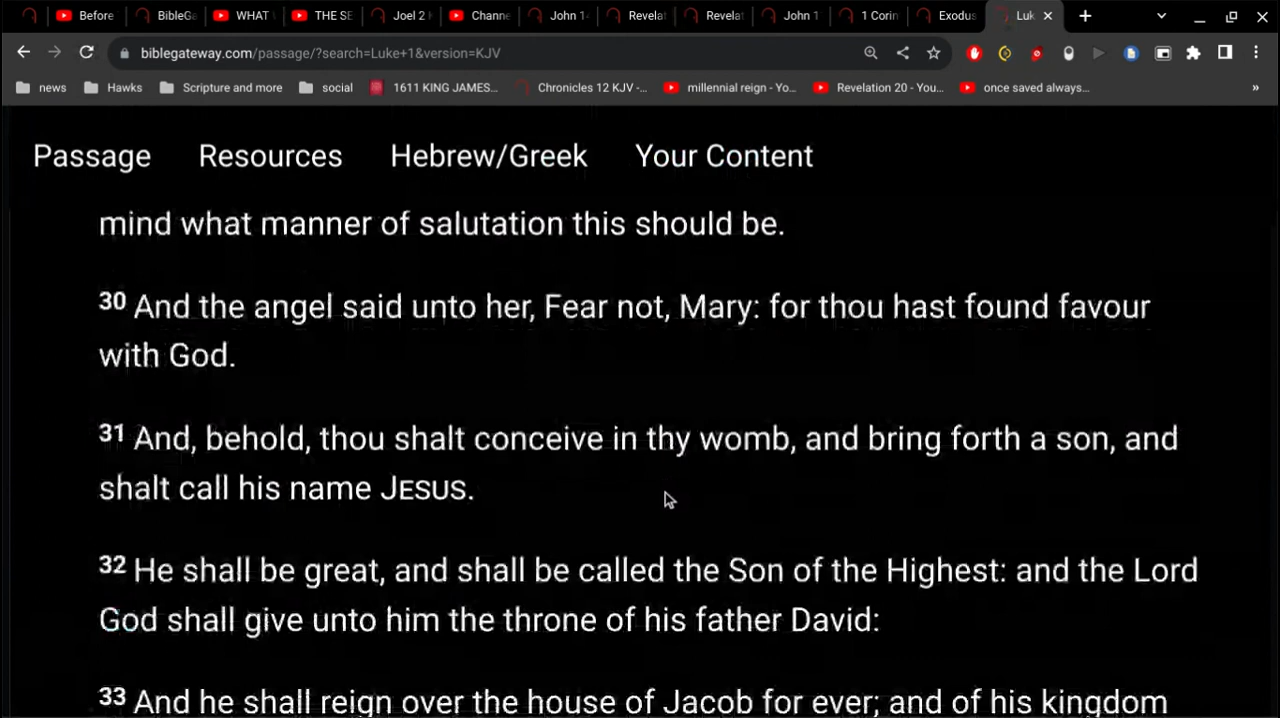 Before
BibleGa
WHAT
THE SE
Joel 2
Channe
John 1
Revelat
Revelat
John 1
1 Corin
Exodus
Luk
biblegateway.com/passage/?search=Luke+1&version=KJV
news Hawks Scripture and more social 1611 KING JAMES... Chronicles 12 KJV -... millennial reign - Yo... Revelation 20 - You... once saved always... »
Passage Resources Hebrew/Greek Your Content
mind what manner of salutation this should be.
30 And the angel said unto her, Fear not, Mary: for thou hast found favour
with God.
31 And, behold, thou shalt conceive in thy womb, and bring forth a son, and
shalt call his name JESUS.
32 He shall be great, and shall be called the Son of the Highest: and the Lord
God shall give unto him the throne of his father David:
33 And he shall reign over the house of Jacob for ever; and of his kingdom